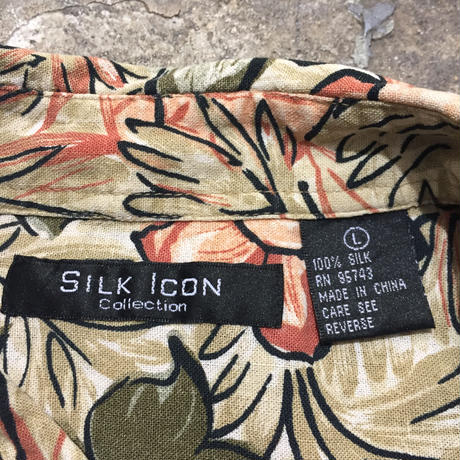 SILK ICON
Collection
L
100% SILK
RN 95743
MADE IN CHINA
CARE SEE
REVERSE